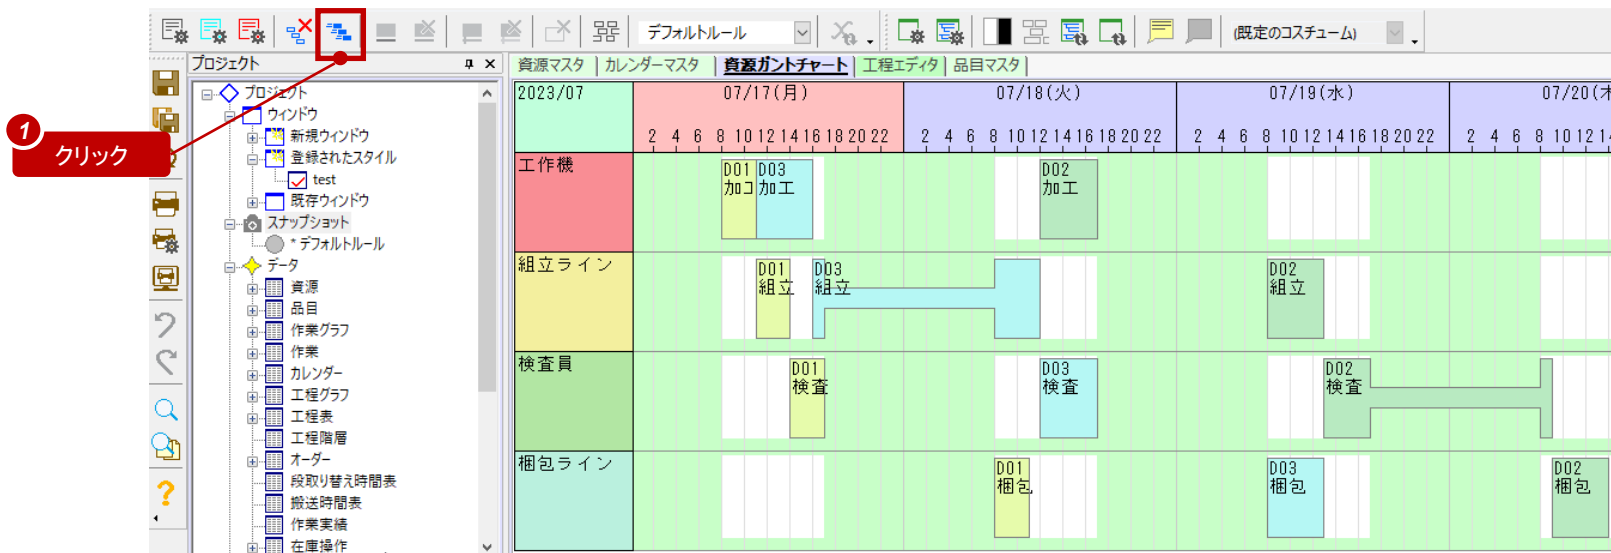 デフォルトルール
(既定のコスチューム)
プロジェクト
資源マスタ
カレンダーマスタ
資源ガントチャート
工程エディタ
品目マスタ
1
クリック
プロジェクト
ウィンドウ
新規ウィンドウ
登録されたスタイル
test
既存ウィンドウ
スナップショット
* デフォルトルール
データ
資源
品目
作業グラフ
作業
カレンダー
工程グラフ
工程表
工程階層
オーダー
段取り替え時間表
搬送時間表
作業実績
在庫操作
2023/07
07/17(月)
07/18(火)
07/19(水)
07/20(木
2 4 6 8 10 12 14 16 18 20 22
2 4 6 8 10 12 14 16 18 20 22
2 4 6 8 10 12 14 16 18 20 22
2 4 6 8 10 12 1
工作機
D01
加工
D03
加工
D02
加工
組立ライン
D01
組立
D03
組立
D02
組立
検査員
D01
検査
D03
検査
D02
検査
梱包ライン
D01
梱包
D03
梱包
D02
梱包